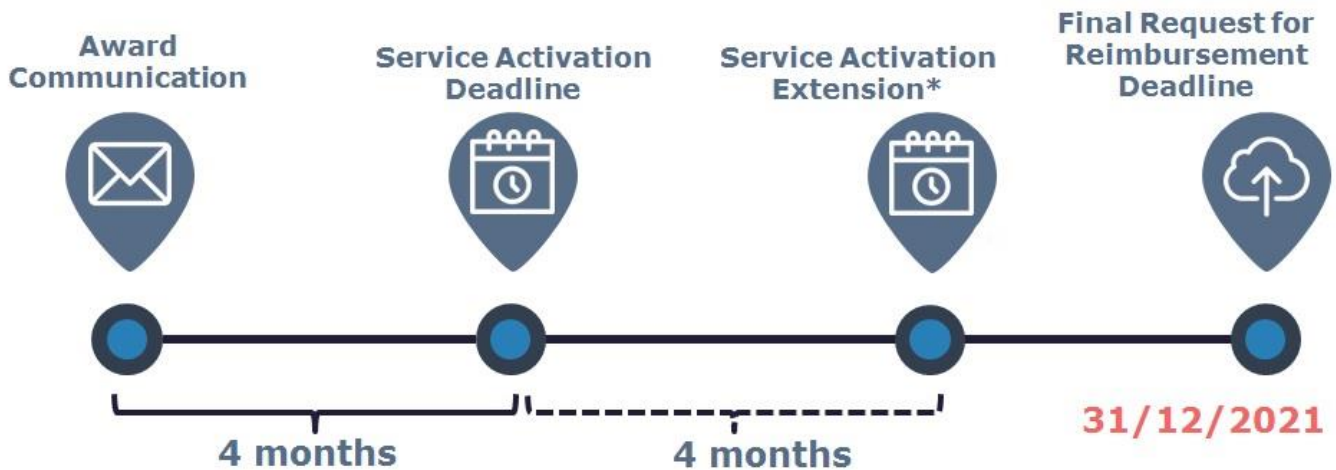 Award
Communication
Service Activation
Deadline
Service Activation
Extension*
Final Request for
Reimbursement
Deadline
4 months
4 months
31/12/2021